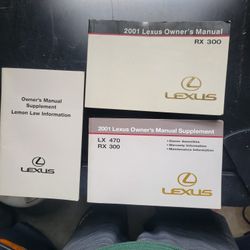 2001 Lexus Owner's Manual
RX 300
LEXUS
Owner's Manual
Supplement
Lemon Law Information
LEXUS
2001 Lexus Owner's Manual Supplement
LX 470
RX 300
• Owner Amenities
• Warranty Information
• Maintenance Information
LEXUS